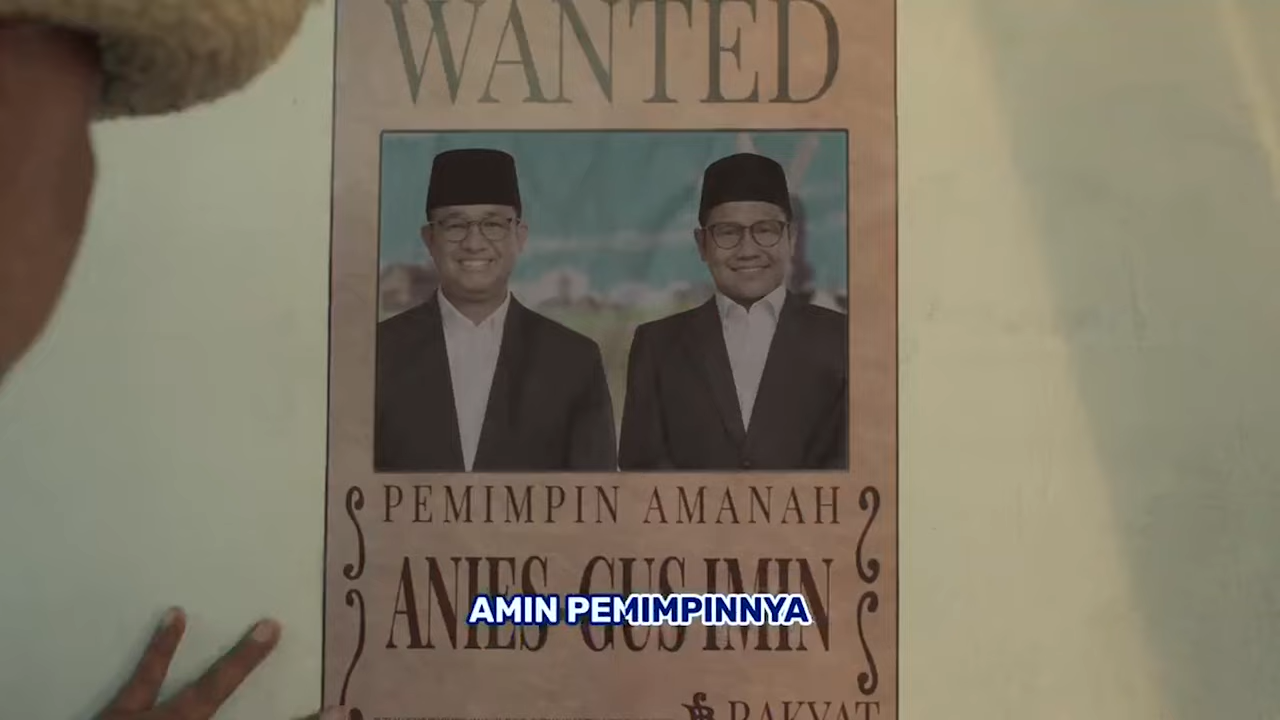 WANTED
PEMIMPIN AMANAH
ANIES-GUS IMIN
AMIN PEMIMPINNYA
RAKYAT